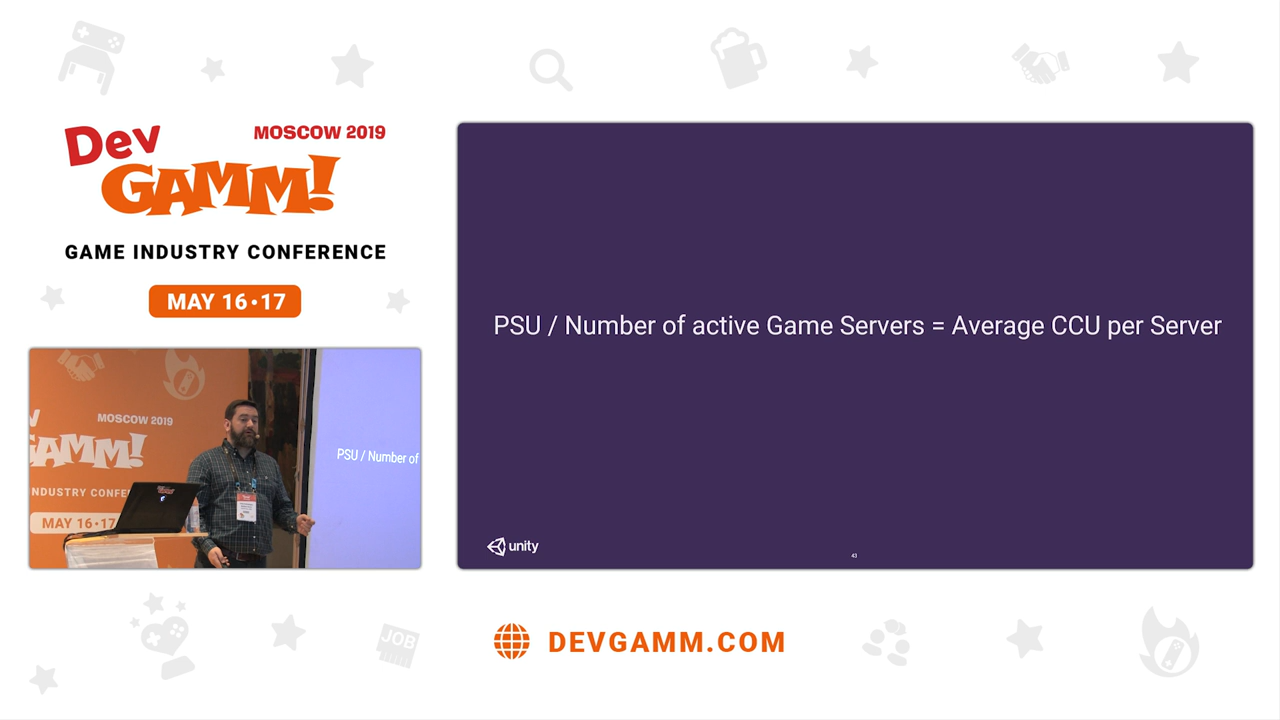 Dev
GAMM!
MOSCOW 2019
GAME INDUSTRY CONFERENCE
MAY 16•17
PSU / Number of active Game Servers = Average CCU per Server
unity
43
MOSCOW 2019
GAMM!
INDUSTRY CONFE
MAY 16•17
PSU / Number of
JOB
DEVGAMM.COM